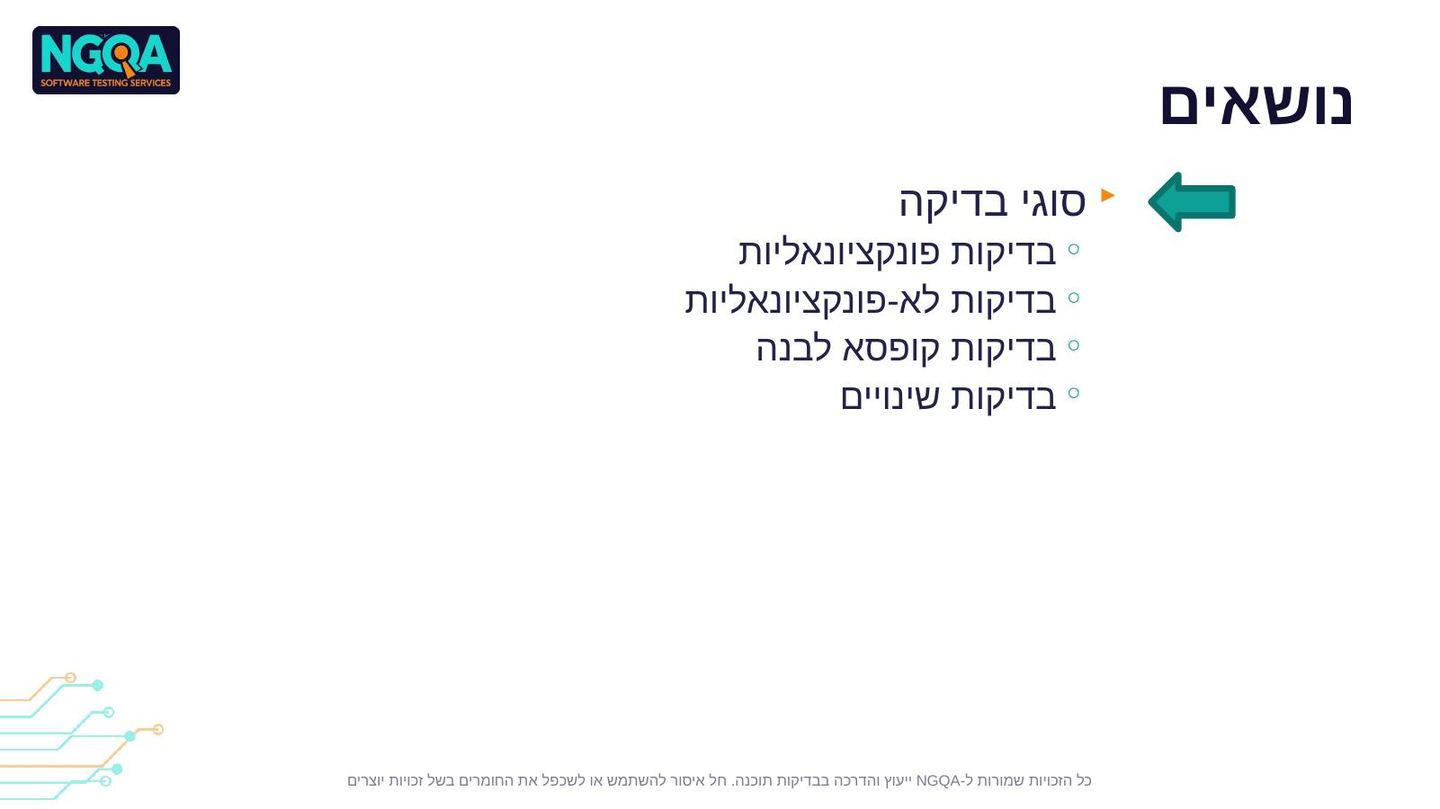 NGQA
SOFTWARE TESTING SERVICES
נושאים
סוגי בדיקה
בדיקות פונקציונאליות
בדיקות לא-פונקציונאליות
בדיקות קופסא לבנה
בדיקות שינויים
כל הזכויות שמורות ל-NGQA ייעוץ והדרכה בבדיקות תוכנה. חל איסור להשתמש או לשכפל את החומרים בשל זכויות יוצרים